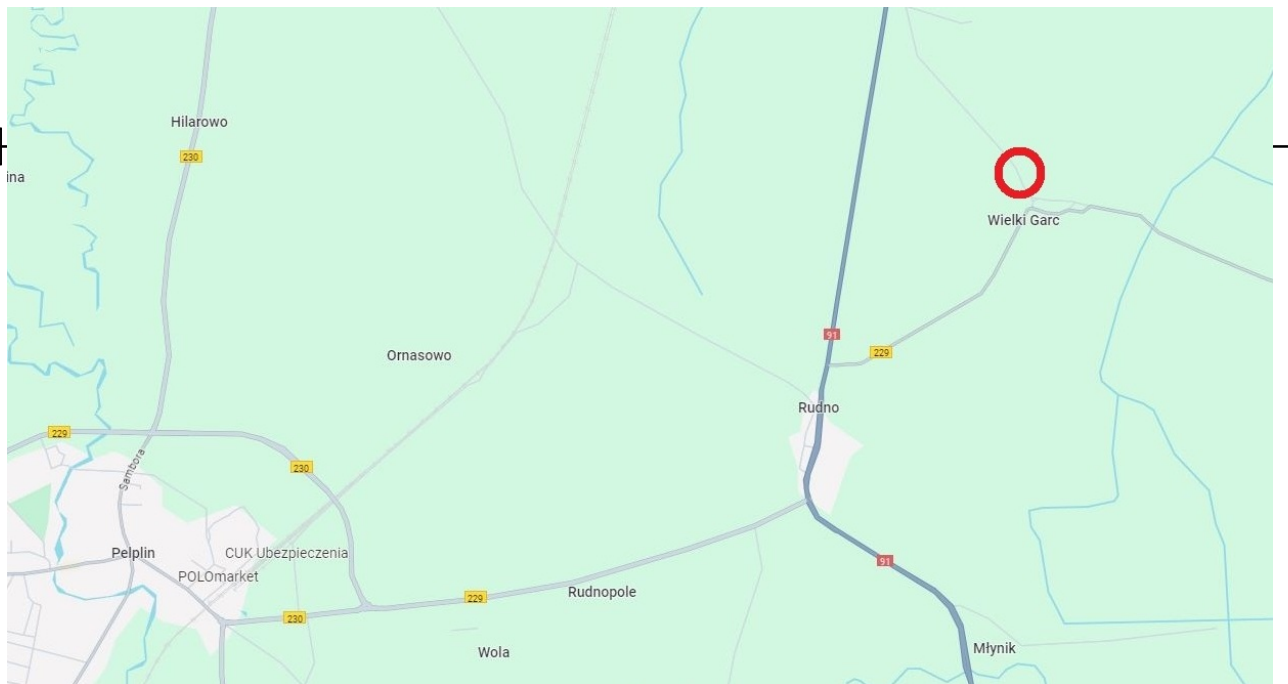 Hilarowo
230
ina
Wielki Garc
91
229
Ornasowo
Rudno
229
Sambora
230
Pelplin
CUK Ubezpieczenia
POLOmarket
91
229
Rudnopole
230
Wola
Młynik